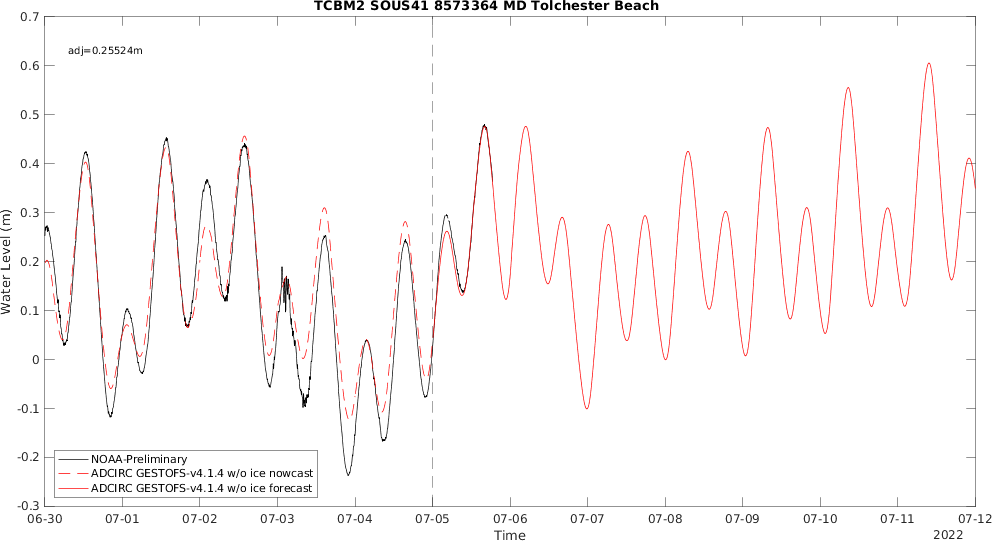 TCBM2 SOUS41 8573364 MD Tolchester Beach
0.7
adj=0.25524m
0.6
0.5
0.4
0.3
0.2
0.1
0
-0.1
-0.2
-0.3
Water Level (m)
NOAA-Preliminary
ADCIRC GESTOFS-v4.1.4 w/o ice nowcast
ADCIRC GESTOFS-v4.1.4 w/o ice forecast
06-30 07-01 07-02 07-03 07-04 07-05 07-06 07-07 07-08 07-09 07-10 07-11 07-12
Time
2022